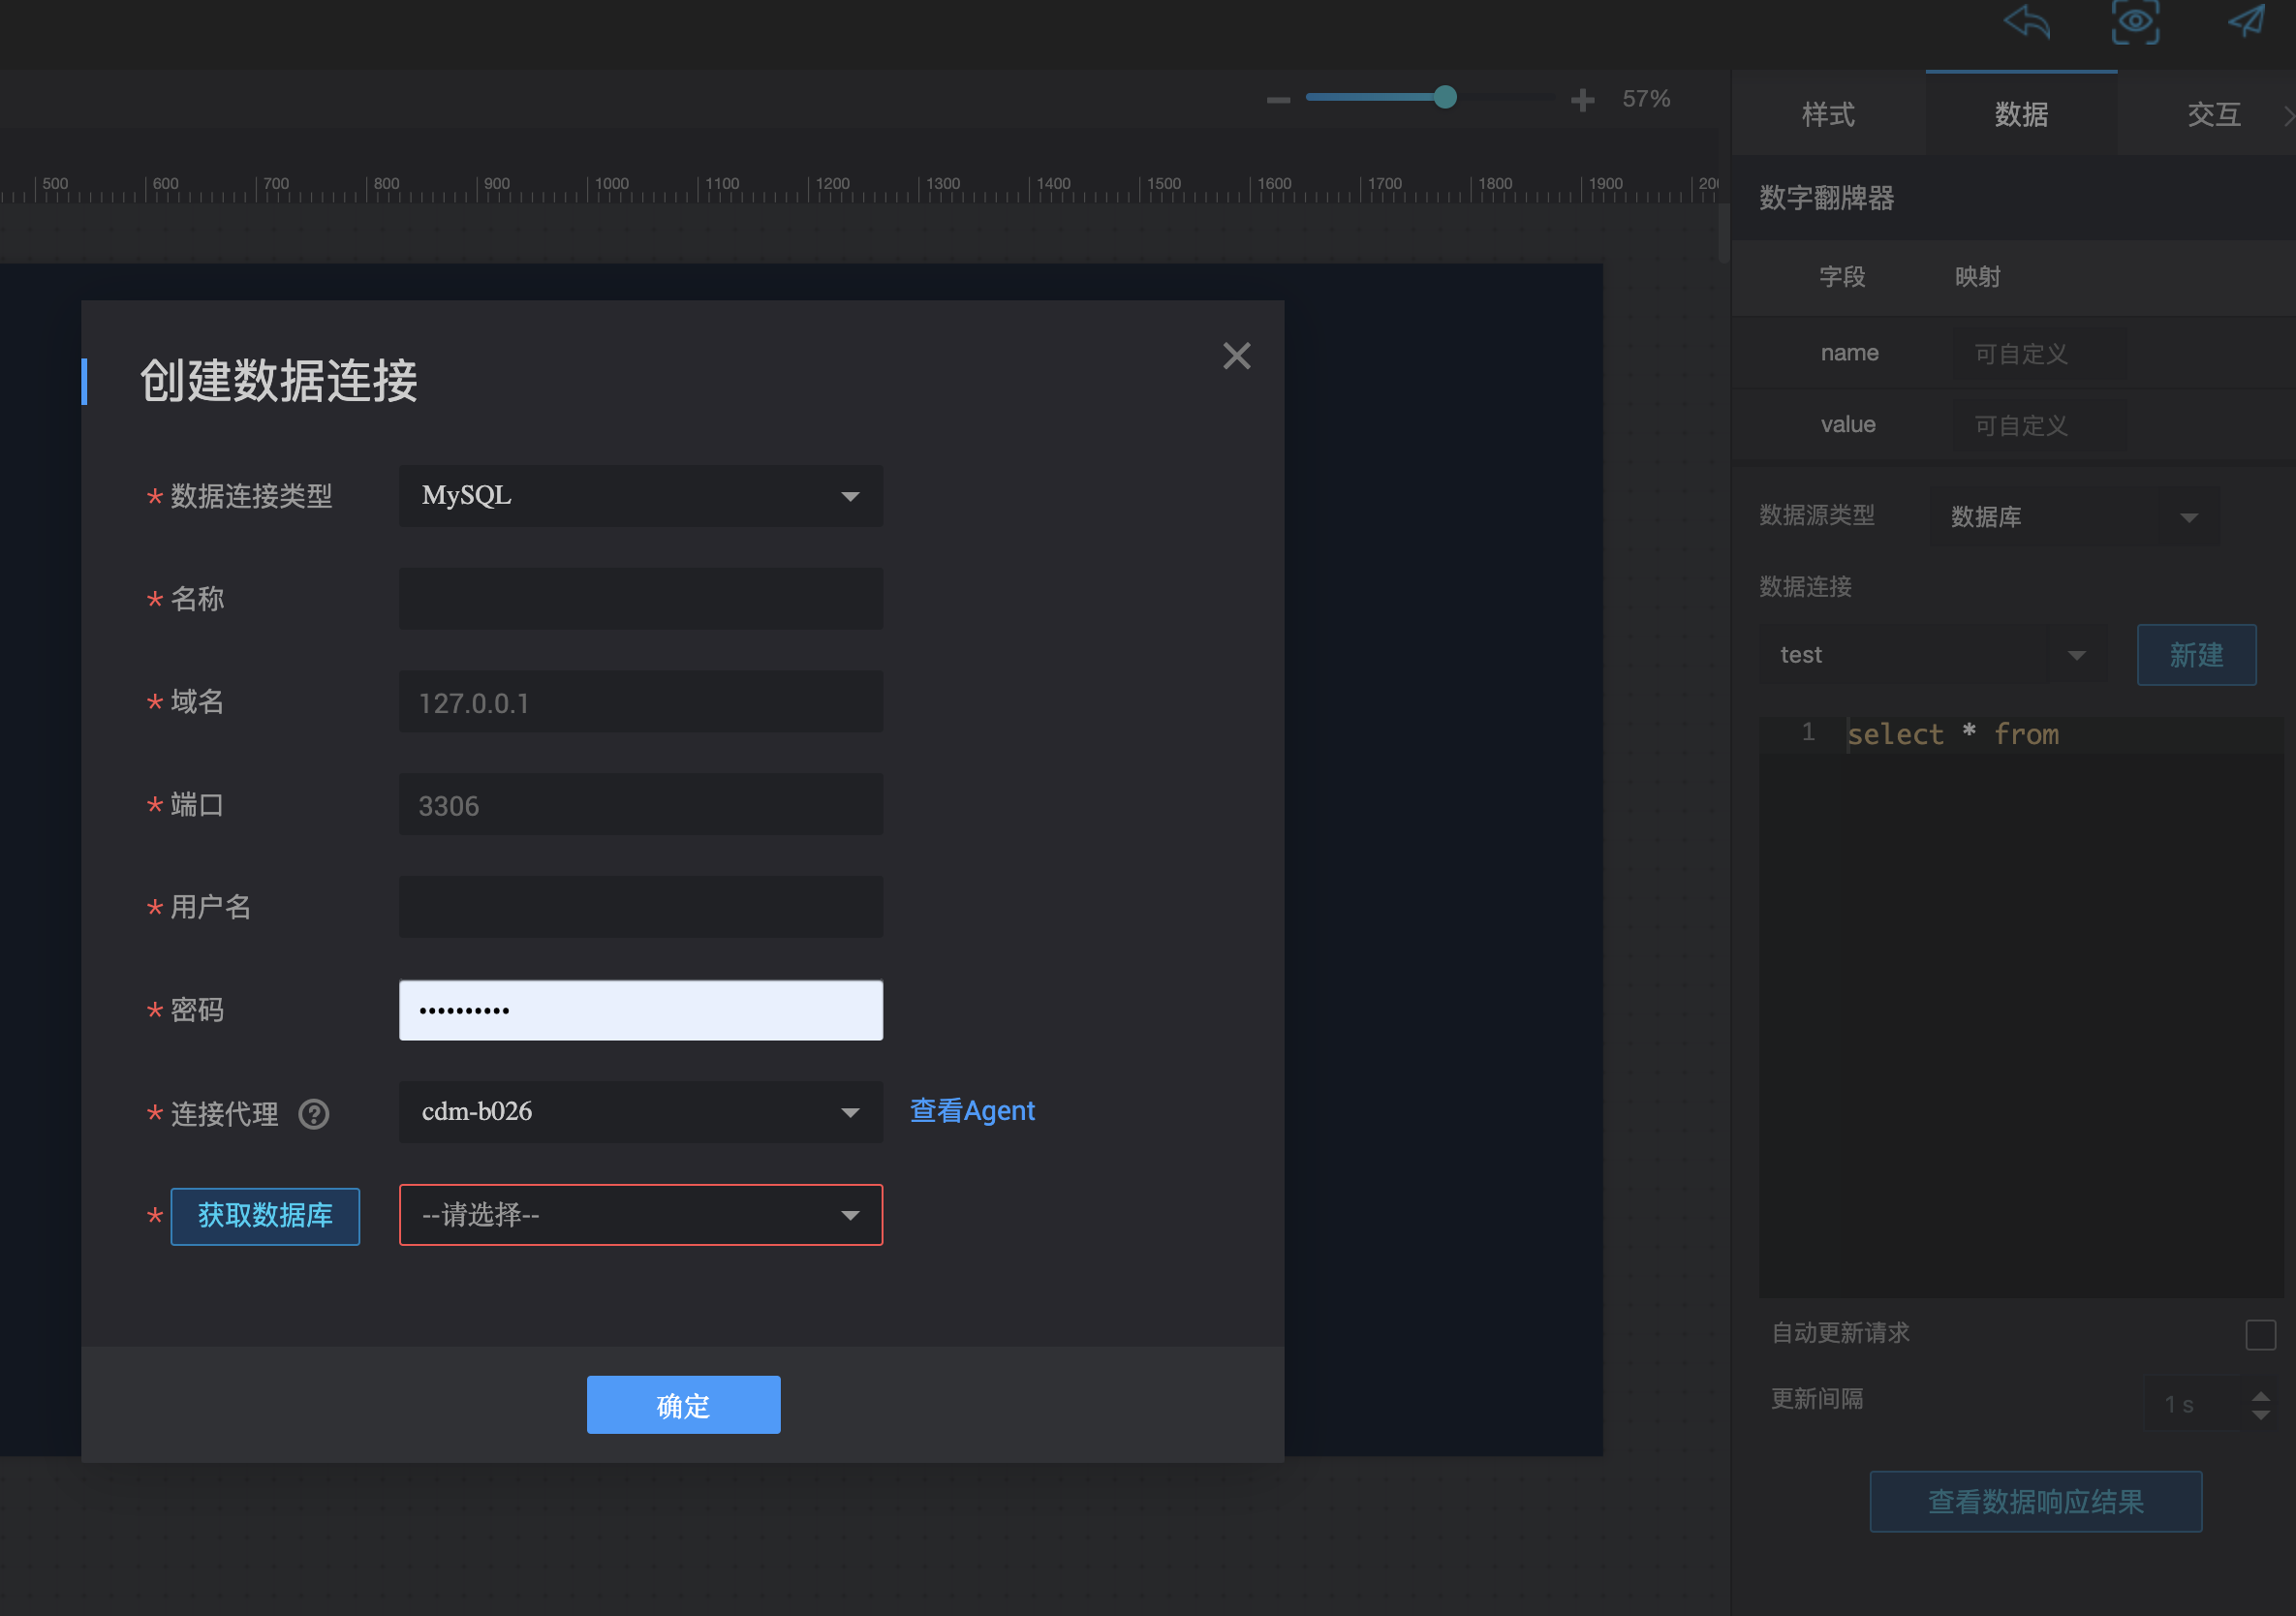 57%
样式
数据
交互
500 600 700 800 900 1000 1100 1200 1300 1400 1500 1600 1700 1800 1900
数字翻牌器
字段 映射
name 可自定义
value 可自定义
数据源类型 数据库
数据连接
test 新建
1 select * from
自动更新请求
更新间隔 1 s
查看数据响应结果
创建数据连接
* 数据连接类型 MySQL
* 名称
* 域名 127.0.0.1
* 端口 3306
* 用户名
* 密码 ••••••••••
* 连接代理 ? cdm-b026 查看Agent
* 获取数据库 --请选择--
确定